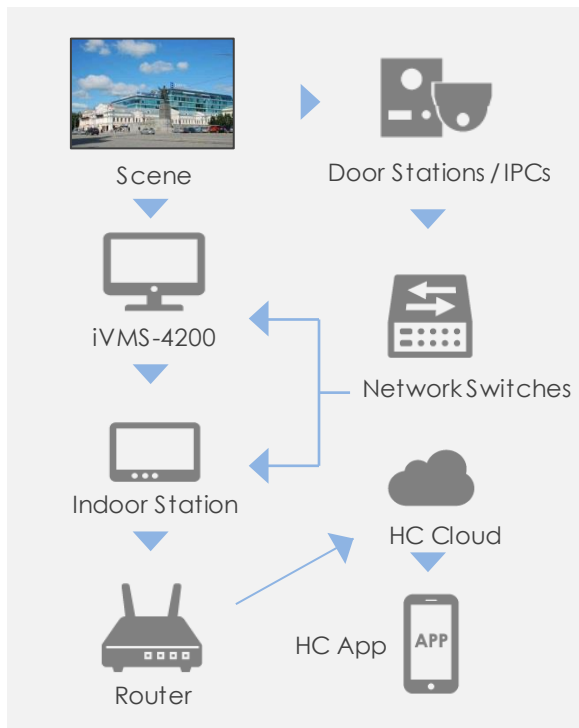 Scene
Door Stations / IPCs
iVMS-4200
Network Switches
Indoor Station
HC Cloud
HC App
APP
Router